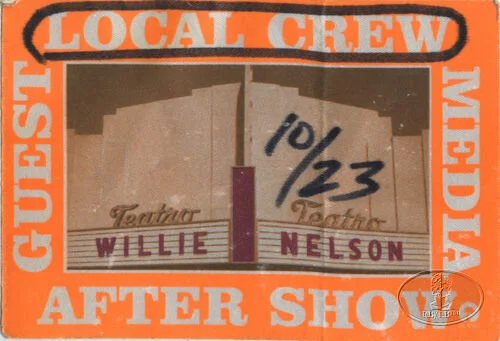 LOCAL CREW
GUEST
MEDIA
10/23
Teatro Teatro
WILLIE NELSON
AFTER SHOW